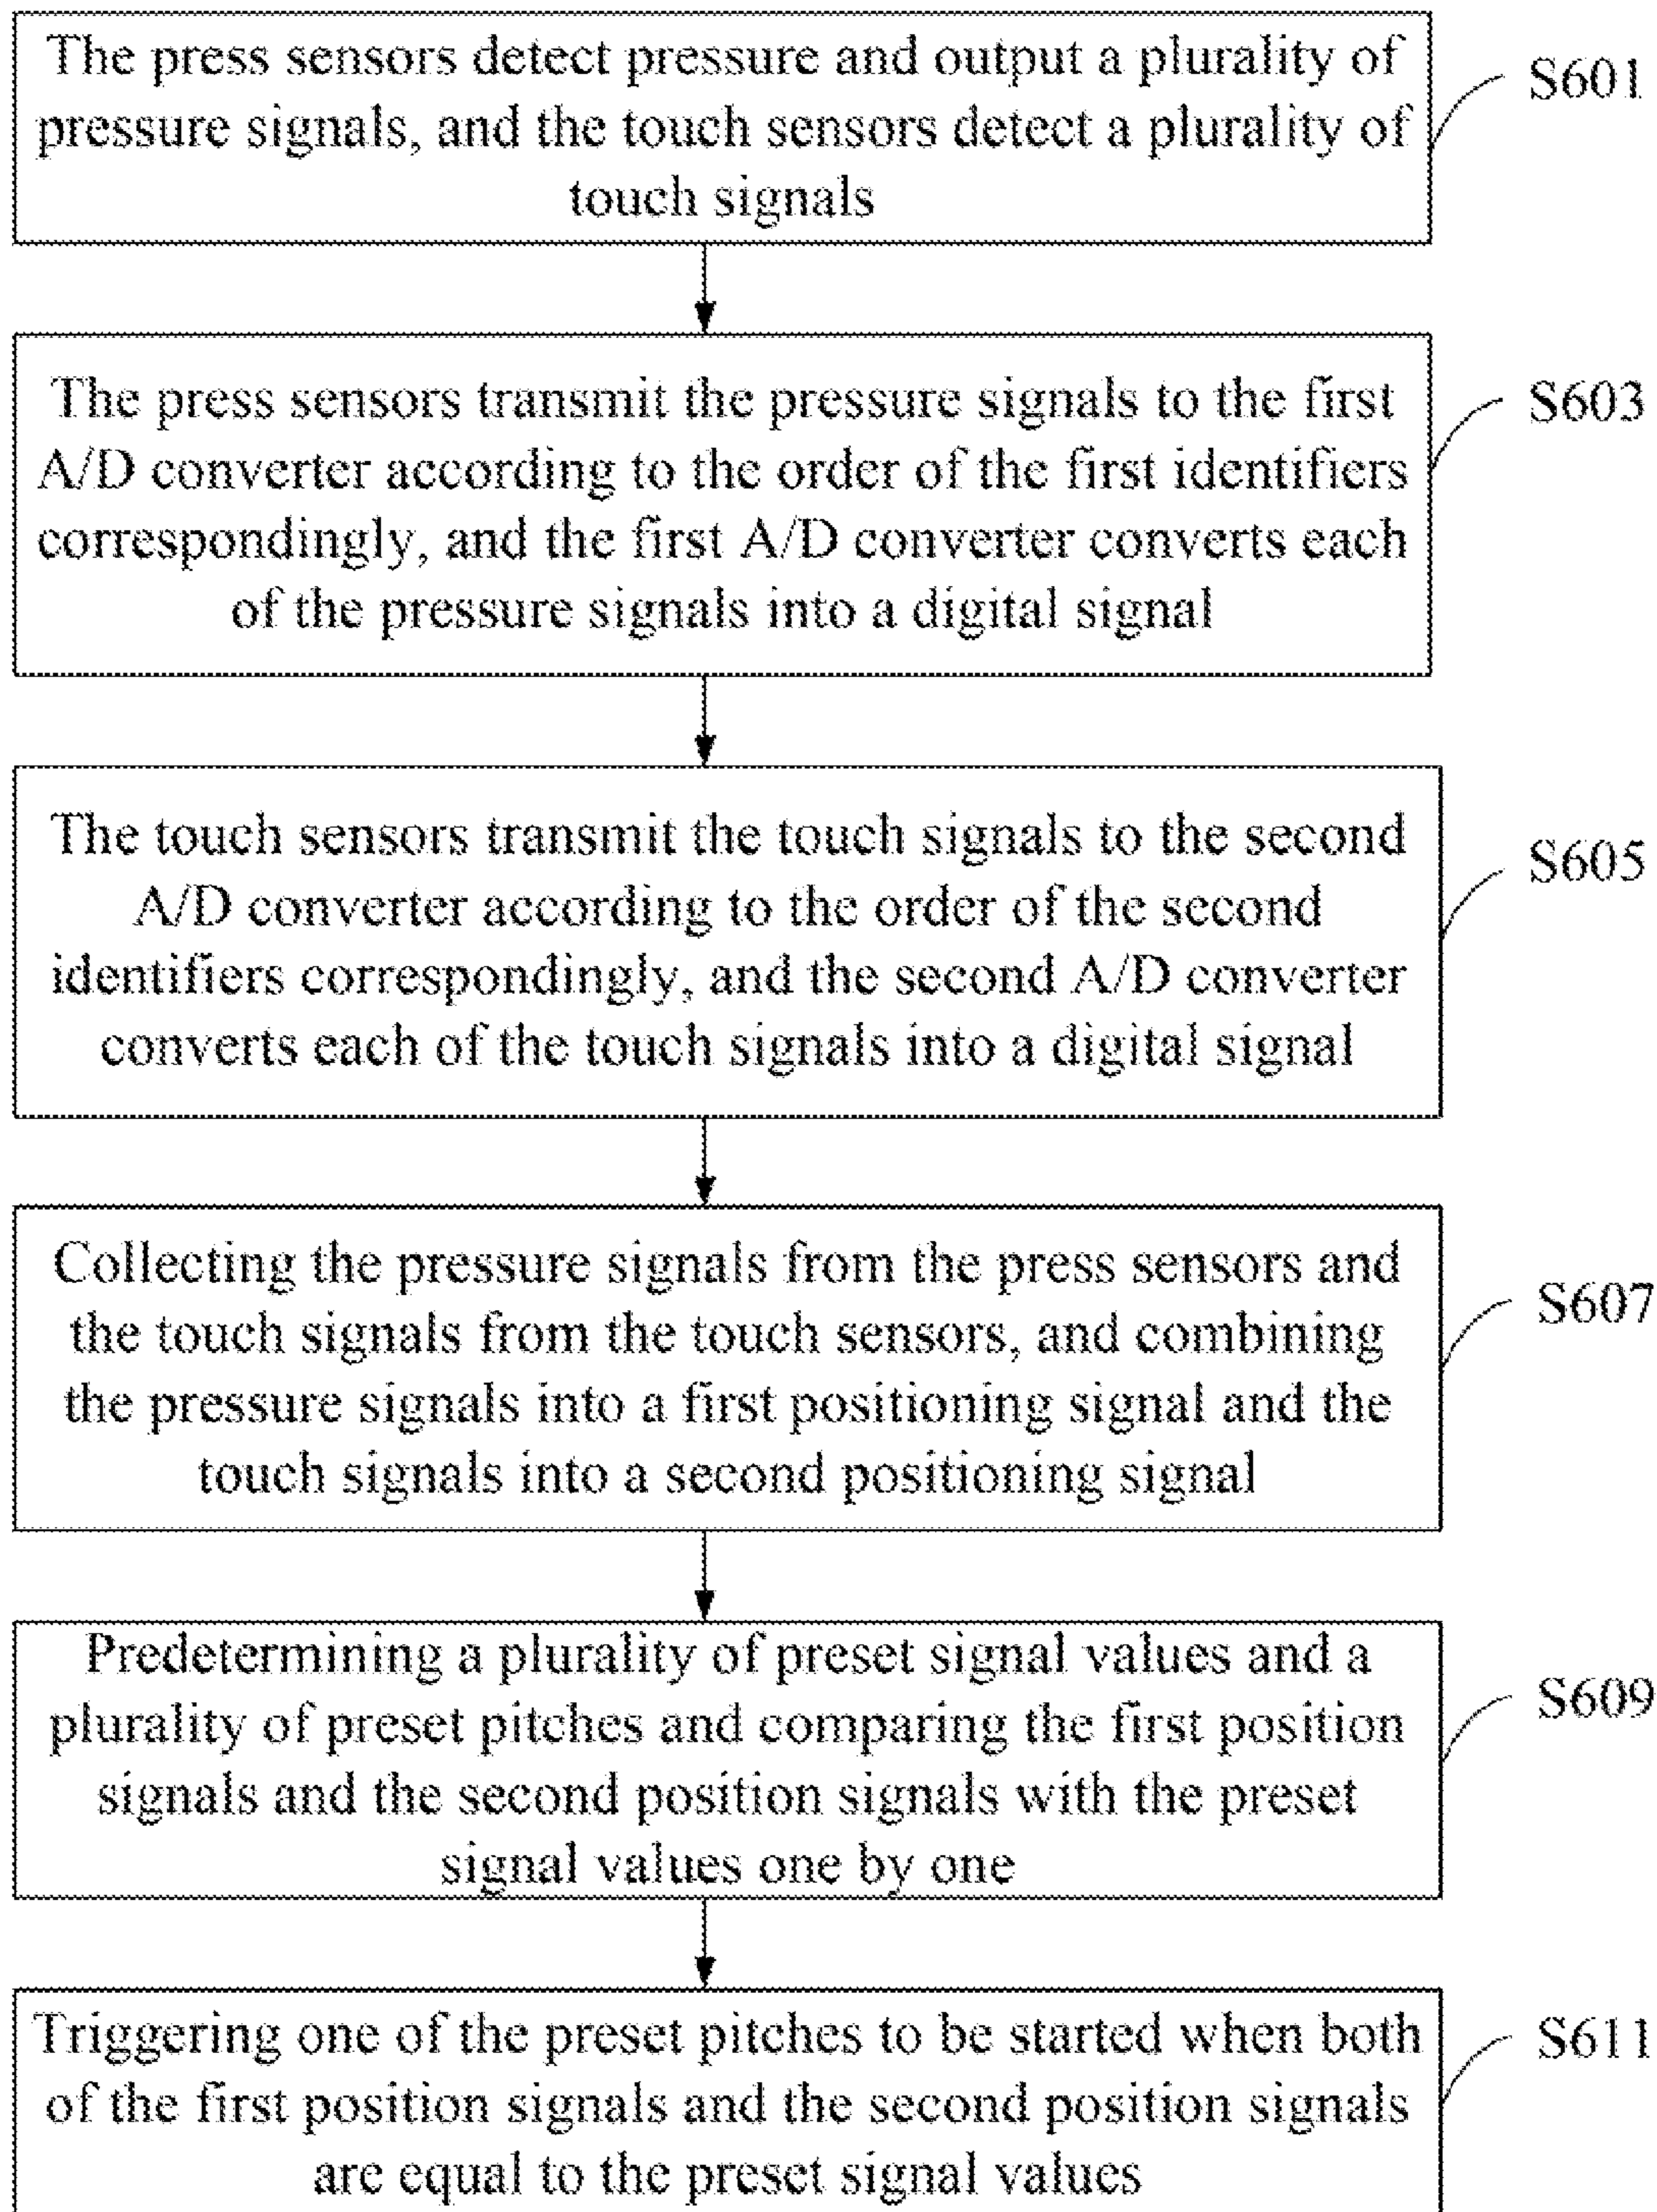 The press sensors detect pressure and output a plurality of
pressure signals, and the touch sensors detect a plurality of
touch signals
S601
The press sensors transmit the pressure signals to the first
A/D converter according to the order of the first identifiers
correspondingly, and the first A/D converter converts each
of the pressure signals into a digital signal
S603
The touch sensors transmit the touch signals to the second
A/D converter according to the order of the second
identifiers correspondingly, and the second A/D converter
converts each of the touch signals into a digital signal
S605
Collecting the pressure signals from the press sensors and
the touch signals from the touch sensors, and combining
the pressure signals into a first positioning signal and the
touch signals into a second positioning signal
S607
Predetermining a plurality of preset signal values and a
plurality of preset pitches and comparing the first position
signals and the second position signals with the preset
signal values one by one
S609
Triggering one of the preset pitches to be started when both
of the first position signals and the second position signals
are equal to the preset signal values
S611